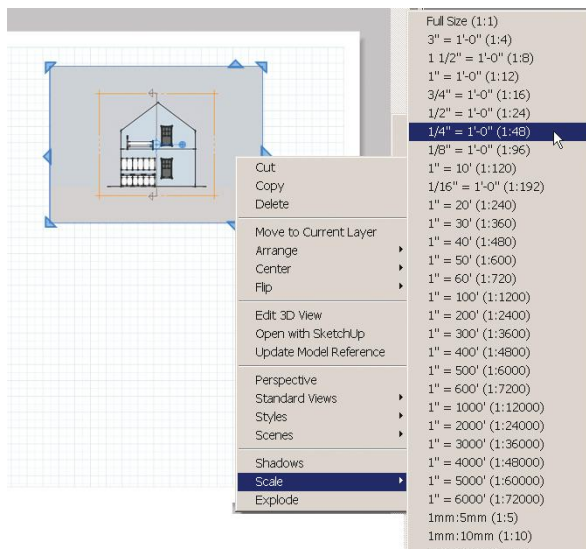 Cut
Copy
Delete
Move to Current Layer
Arrange
Center
Flip
Edit 3D View
Open with SketchUp
Update Model Reference
Perspective
Standard Views
Styles
Scenes
Shadows
Scale
Explode
Full Size (1:1)
3" = 1'-0" (1:4)
1 1/2" = 1'-0" (1:8)
1" = 1'-0" (1:12)
3/4" = 1'-0" (1:16)
1/2" = 1'-0" (1:24)
1/4" = 1'-0" (1:48)
1/8" = 1'-0" (1:96)
1" = 10' (1:120)
1/16" = 1'-0" (1:192)
1" = 20' (1:240)
1" = 30' (1:360)
1" = 40' (1:480)
1" = 50' (1:600)
1" = 60' (1:720)
1" = 100' (1:1200)
1" = 200' (1:2400)
1" = 300' (1:3600)
1" = 400' (1:4800)
1" = 500' (1:6000)
1" = 600' (1:7200)
1" = 1000' (1:12000)
1" = 2000' (1:24000)
1" = 3000' (1:36000)
1" = 4000' (1:48000)
1" = 5000' (1:60000)
1" = 6000' (1:72000)
1mm:5mm (1:5)
1mm:10mm (1:10)